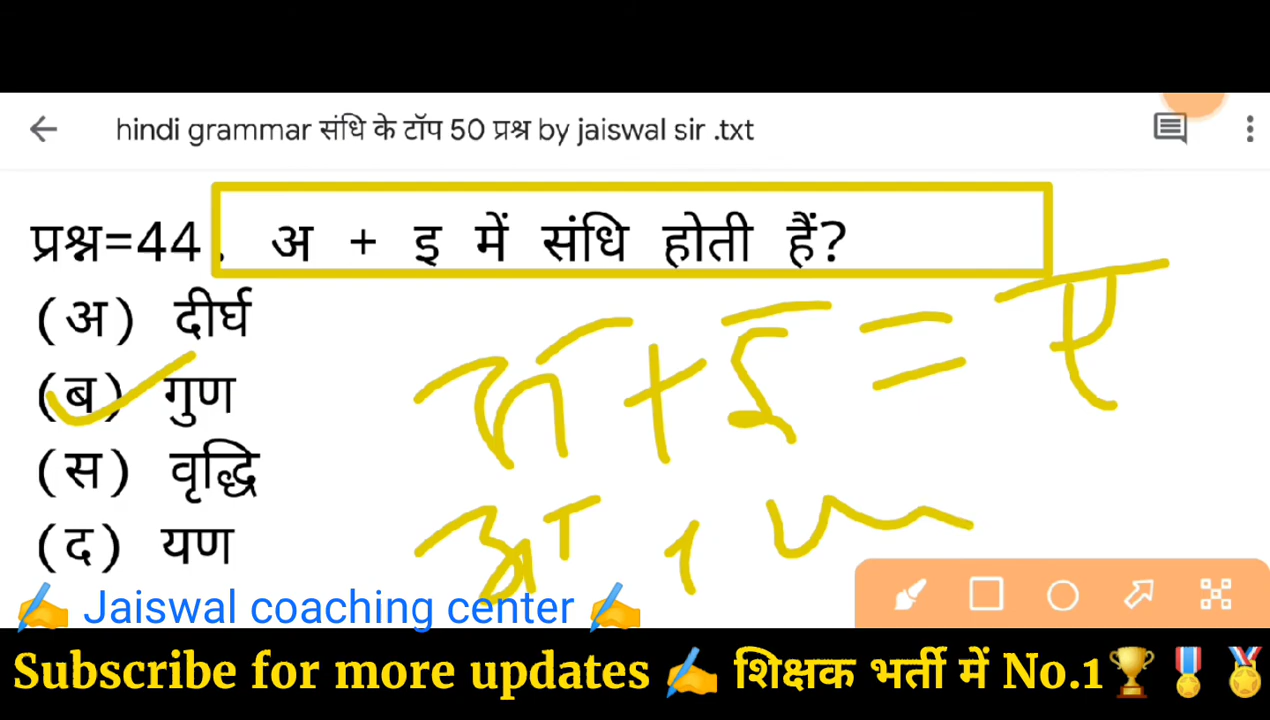 hindi grammar संधि के टॉप 50 प्रश्न by jaiswal sir .txt
प्रश्न=44. अ + इ में संधि होती हैं?
(अ) दीर्घ
(ब) गुण
(स) वृद्धि
(द) यण
अ + इ = ए
✍ Jaiswal coaching center ✍
Subscribe for more updates ✍ शिक्षक भर्ती में No.1🏆🎖🏅